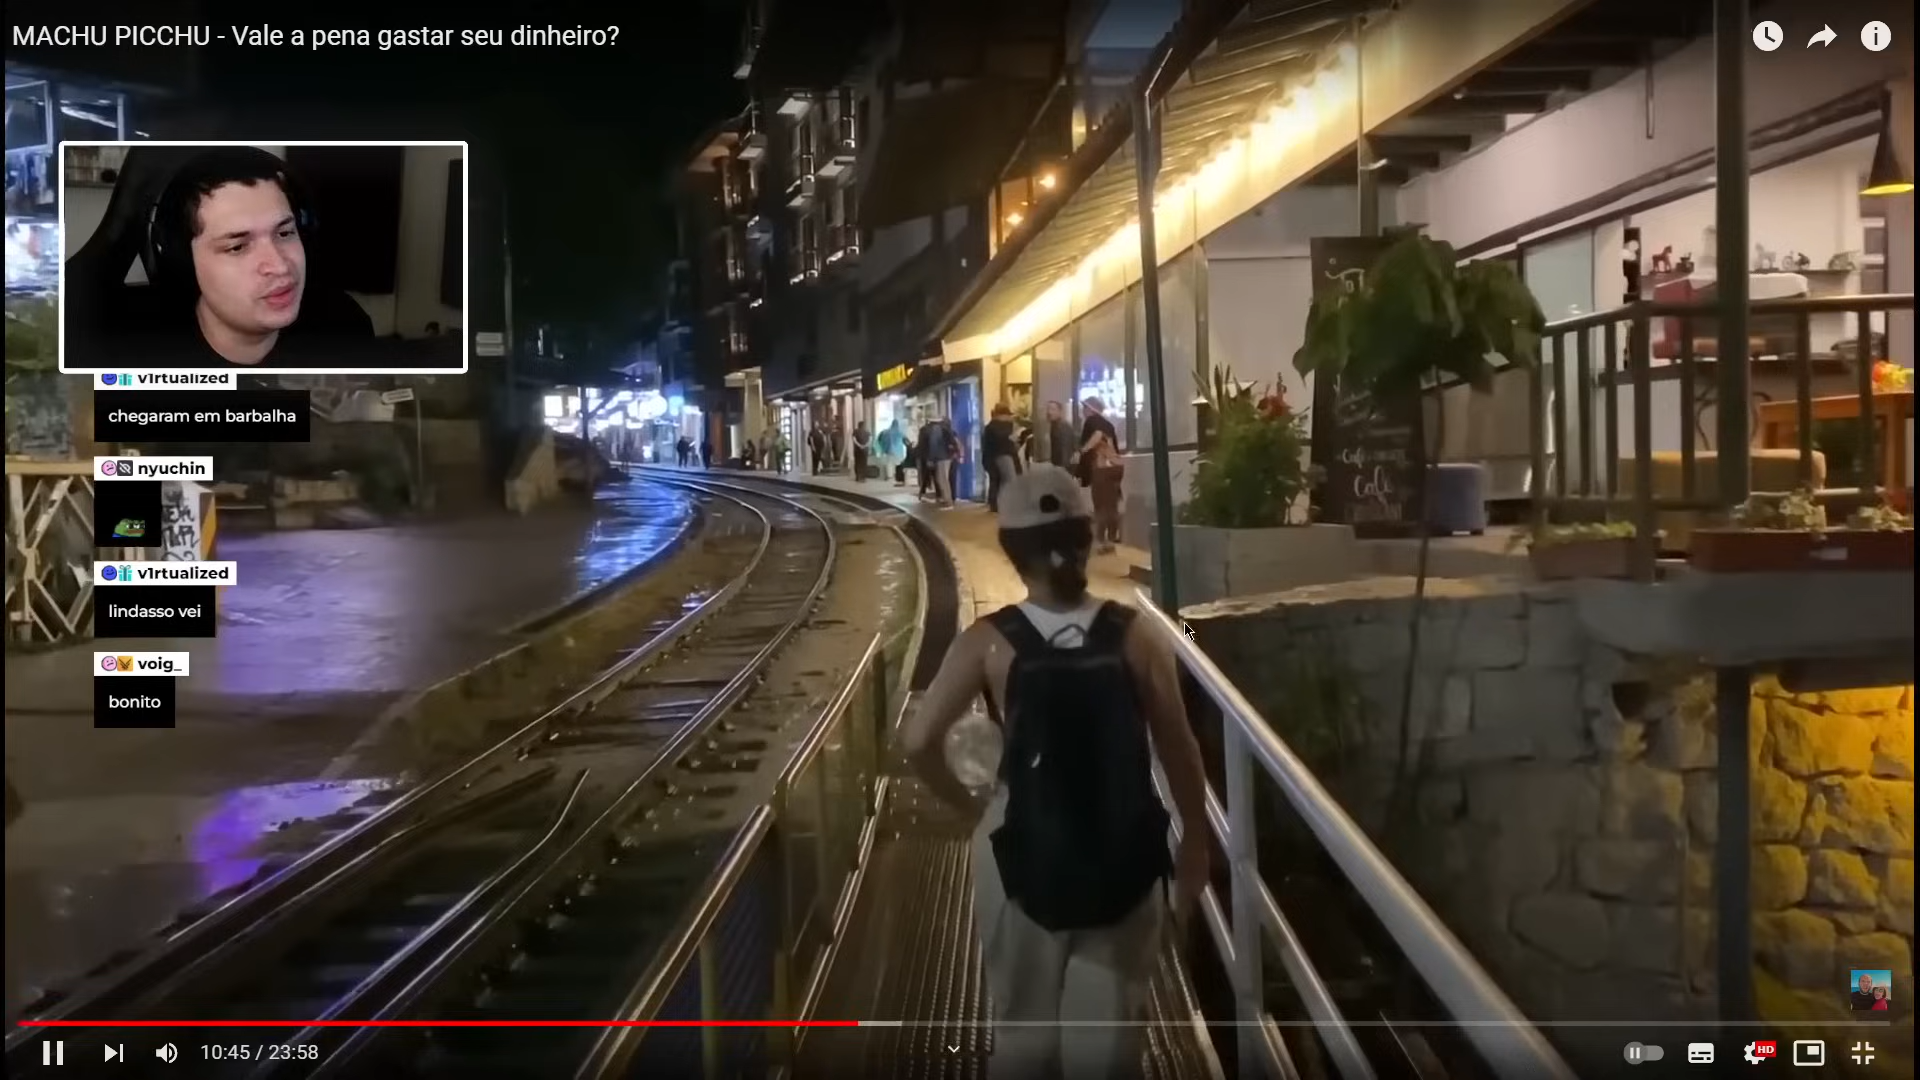 MACHU PICCHU - Vale a pena gastar seu dinheiro?
v1rtualized
chegaram em barbalha
nyuchin
v1rtualized
lindasso vei
voig_
bonito
10:45 / 23:58
HD